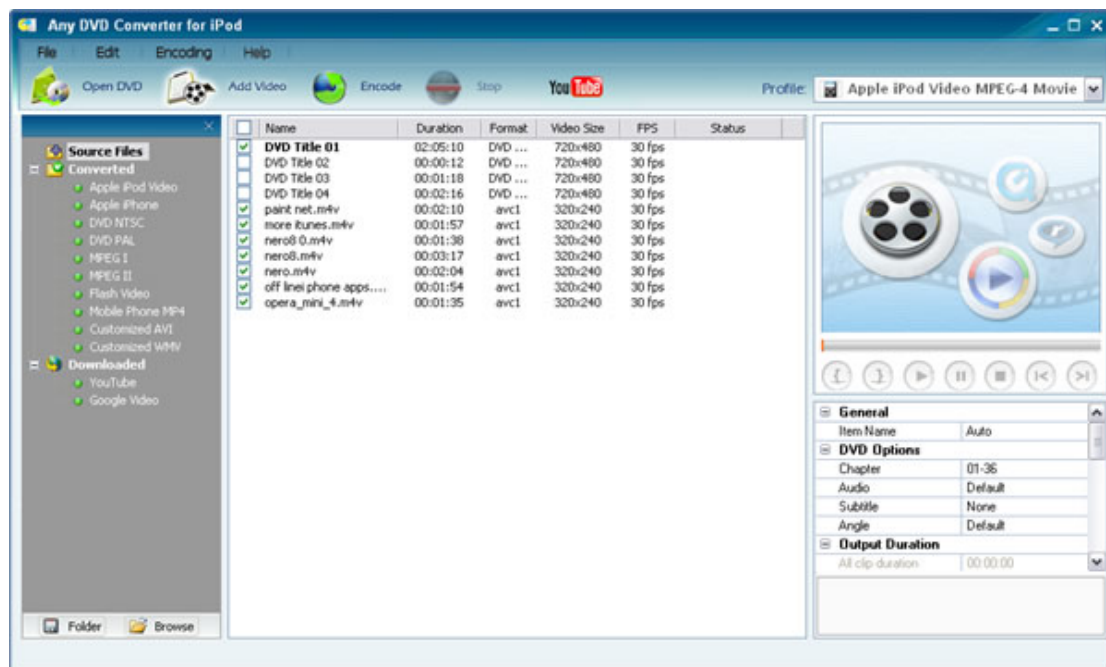 Any DVD Converter for iPod
File Edit Encoding Help
Open DVD Add Video Encode Stop YouTube Profile: Apple iPod Video MPEG-4 Movie
Source Files
Converted
Apple iPod Video
Apple iPhone
DVD NTSC
DVD PAL
MPEG I
MPEG II
Flash Video
Mobile Phone MP4
Customized AVI
Customized WMV
Downloaded
YouTube
Google Video
Folder Browse
Name Duration Format Video Size FPS Status
DVD Title 01 02:05:10 DVD ... 720x480 30 fps
DVD Title 02 00:00:12 DVD ... 720x480 30 fps
DVD Title 03 00:01:18 DVD ... 720x480 30 fps
DVD Title 04 00:02:16 DVD ... 720x480 30 fps
paint net.m4v 00:02:10 avc1 320x240 30 fps
more itunes.m4v 00:01:57 avc1 320x240 30 fps
nero8 0.m4v 00:01:38 avc1 320x240 30 fps
nero8.m4v 00:03:17 avc1 320x240 30 fps
nero.m4v 00:02:04 avc1 320x240 30 fps
off linei phone apps.... 00:01:54 avc1 320x240 30 fps
opera_mini_4.m4v 00:01:35 avc1 320x240 30 fps
General
Item Name Auto
DVD Options
Chapter 01-36
Audio Default
Subtitle None
Angle Default
Output Duration
All clip duration 00:00:00